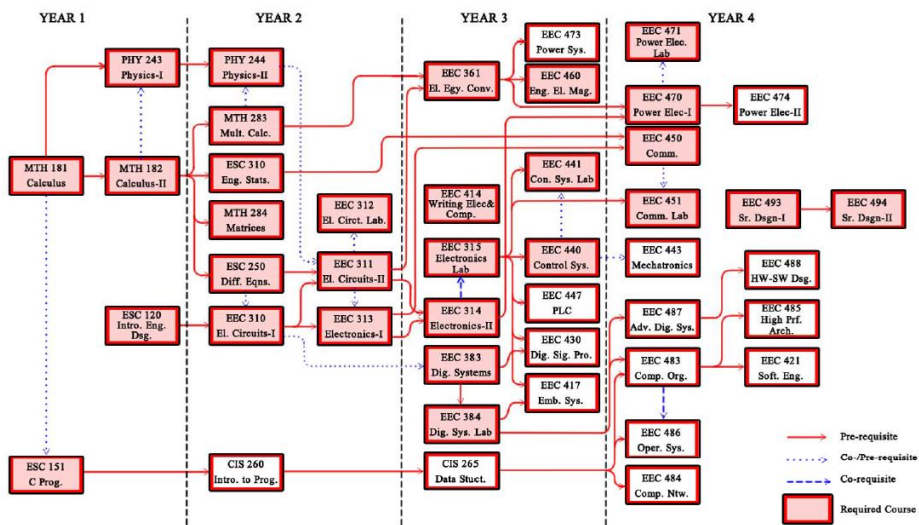 YEAR 1
YEAR 2
YEAR 3
YEAR 4
PHY 243
Physics-I
MTH 181
Calculus
MTH 182
Calculus-II
ESC 120
Intro. Eng.
Dsg.
ESC 151
C Prog.
PHY 244
Physics-II
MTH 283
Mult. Calc.
ESC 310
Eng. Stats.
MTH 284
Matrices
ESC 250
Diff. Eqns.
EEC 310
El. Circuits-I
EEC 312
El. Circt. Lab.
EEC 311
El. Circuits-II
EEC 313
Electronics-I
CIS 260
Intro. to Prog.
EEC 361
El. Egy. Conv.
EEC 414
Writing Elec&
Comp.
EEC 315
Electronics
Lab
EEC 314
Electronics-II
EEC 383
Dig. Systems
EEC 384
Dig. Sys. Lab
CIS 265
Data Stuct.
EEC 473
Power Sys.
EEC 460
Eng. El. Mag.
EEC 441
Con. Sys. Lab
EEC 440
Control Sys.
EEC 447
PLC
EEC 430
Dig. Sig. Pro.
EEC 417
Emb. Sys.
EEC 471
Power Elec.
Lab
EEC 470
Power Elec-I
EEC 450
Comm.
EEC 451
Comm. Lab
EEC 443
Mechatronics
EEC 487
Adv. Dig. Sys.
EEC 483
Comp. Org.
EEC 486
Oper. Sys.
EEC 484
Comp. Ntw.
EEC 474
Power Elec-II
EEC 493
Sr. Dsgn-I
EEC 494
Sr. Dsgn-II
EEC 488
HW-SW Dsg.
EEC 485
High Prf.
Arch.
EEC 421
Soft. Eng.
Pre-requisite
Co-/Pre-requisite
Co-requisite
Required Course